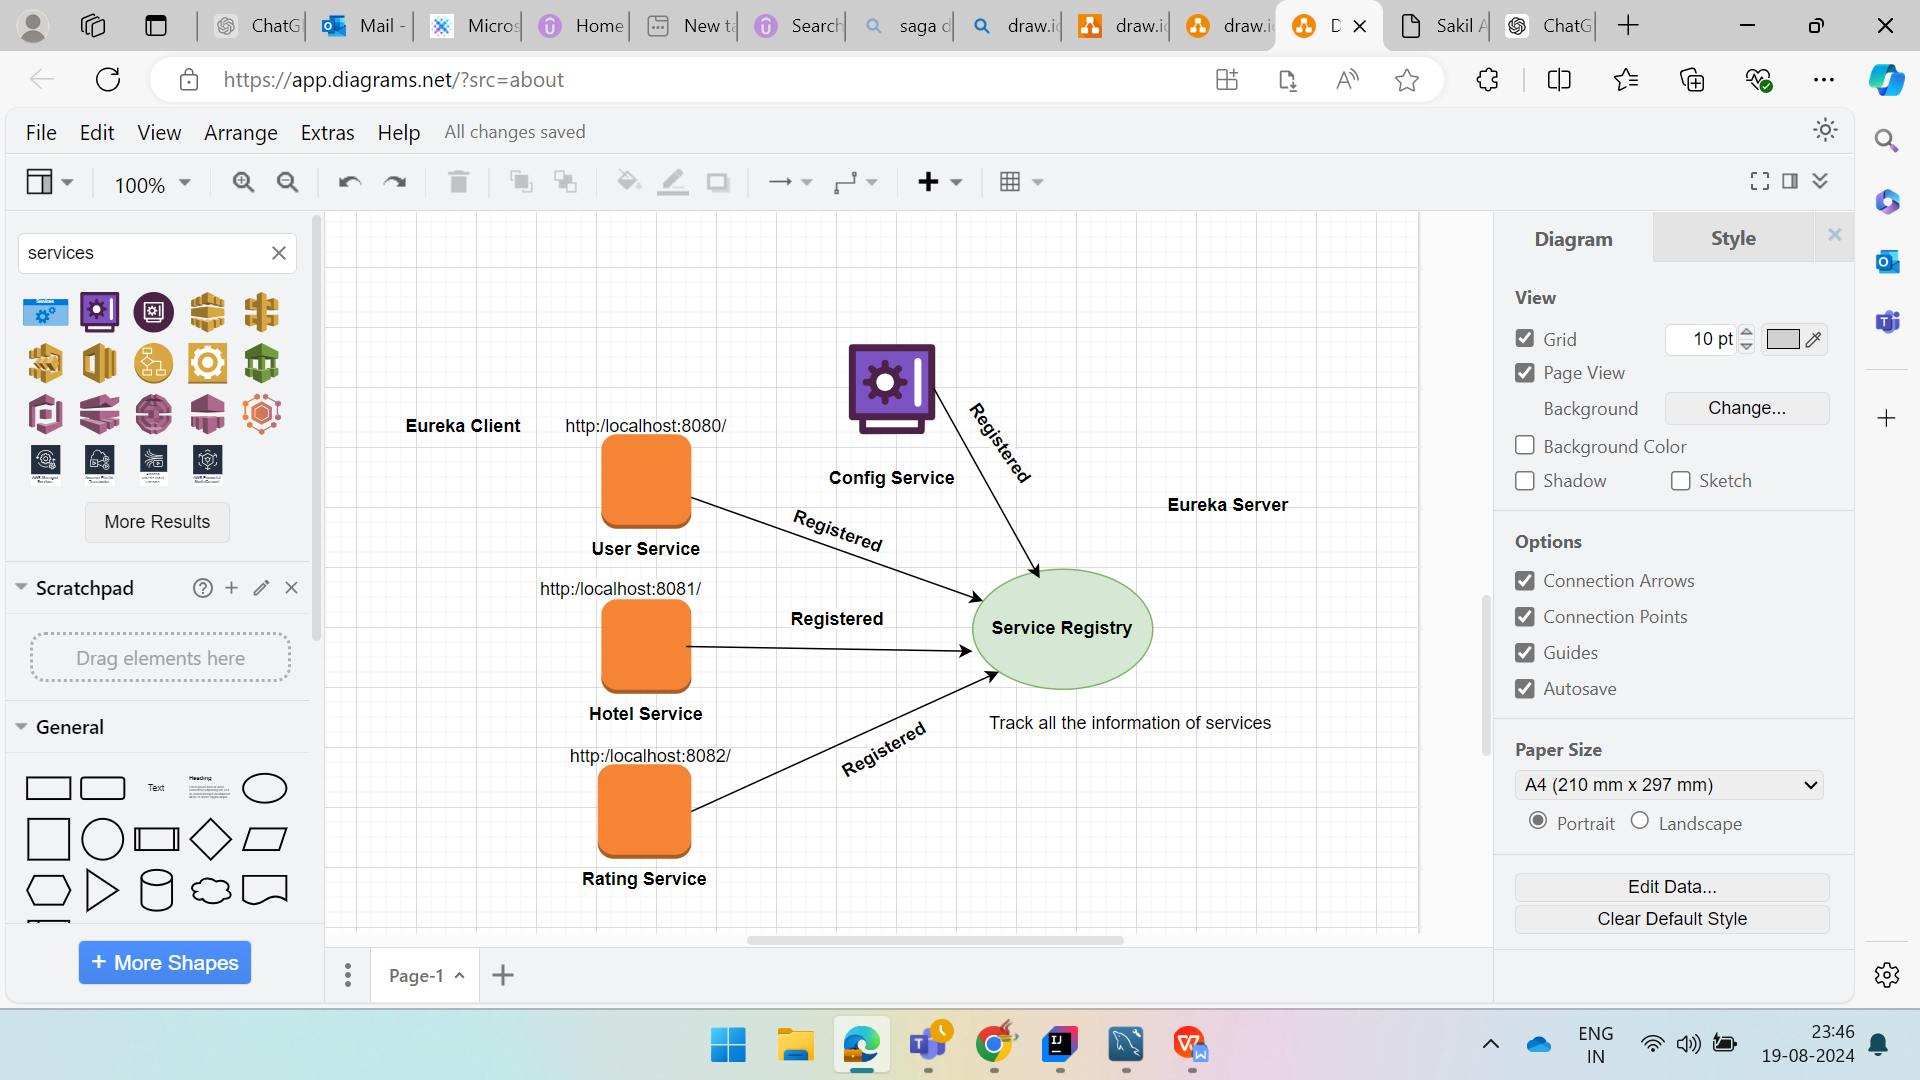 ChatG
Mail -
Micros
Home
New ta
Search
saga d
draw.io
draw.io
draw.io
D
Sakil A
ChatG
https://app.diagrams.net/?src=about
File Edit View Arrange Extras Help All changes saved
100%
services
More Results
Scratchpad
Drag elements here
General
Text
Heading
+ More Shapes
Eureka Client
http:/localhost:8080/
User Service
http:/localhost:8081/
Hotel Service
http:/localhost:8082/
Rating Service
Config Service
Registered
Registered
Registered
Registered
Eureka Server
Service Registry
Track all the information of services
Page-1
Diagram Style
View
Grid 10 pt
Page View
Background Change...
Background Color
Shadow Sketch
Options
Connection Arrows
Connection Points
Guides
Autosave
Paper Size
A4 (210 mm x 297 mm)
Portrait Landscape
Edit Data...
Clear Default Style
ENG
IN
23:46
19-08-2024